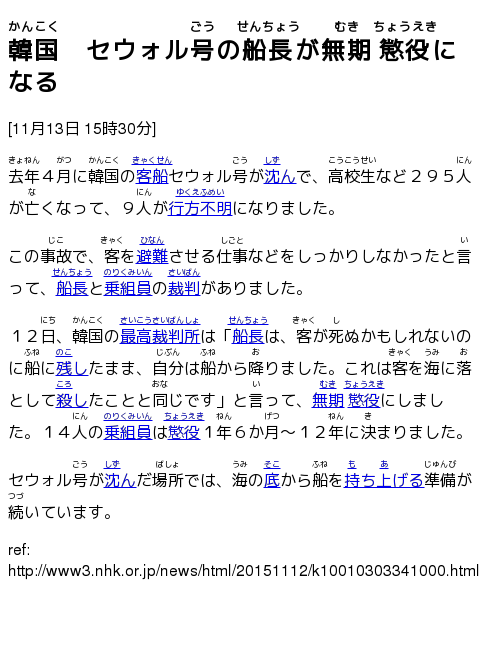 韓国　セウォル号の船長が無期 懲役に
なる
[11月13日 15時30分]
去年４月に韓国の客船セウォル号が沈んで、高校生など２９５人
が亡くなって、９人が行方不明になりました。
この事故で、客を避難させる仕事などをしっかりしなかったと言
って、船長と乗組員の裁判がありました。
１２日、韓国の最高裁判所は「船長は、客が死ぬかもしれないの
に船に残したまま、自分は船から降りました。これは客を海に落
として殺したことと同じです」と言って、無期 懲役にしまし
た。１４人の乗組員は懲役１年６か月～１２年に決まりました。
セウォル号が沈んだ場所では、海の底から船を持ち上げる準備が
続いています。
ref:
http://www3.nhk.or.jp/news/html/20151112/k10010303341000.html